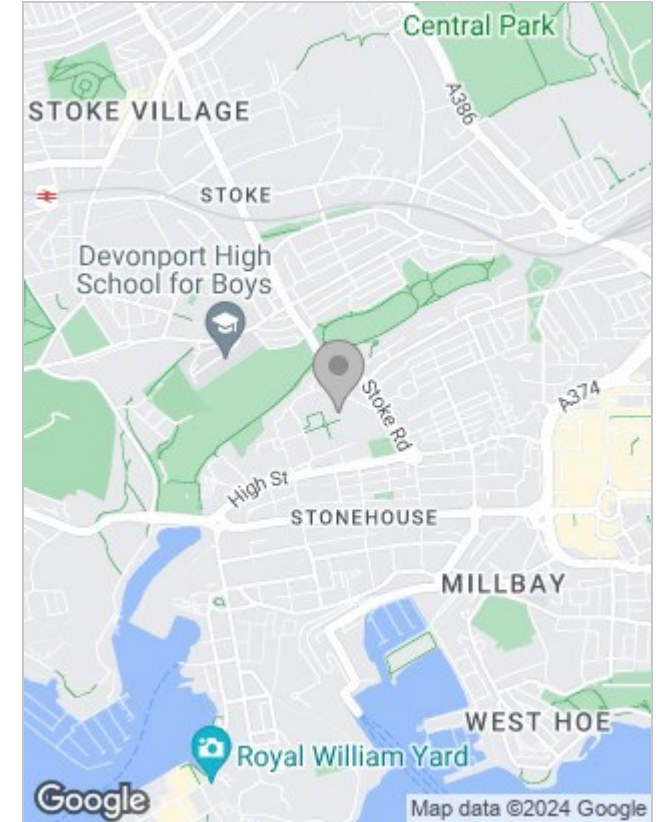 Central Park
A386
STOKE VILLAGE
STOKE
Devonport High
School for Boys
Stoke Rd
A374
High St
STONEHOUSE
MILLBAY
WEST HOE
Royal William Yard
Google
Map data ©2024 Google